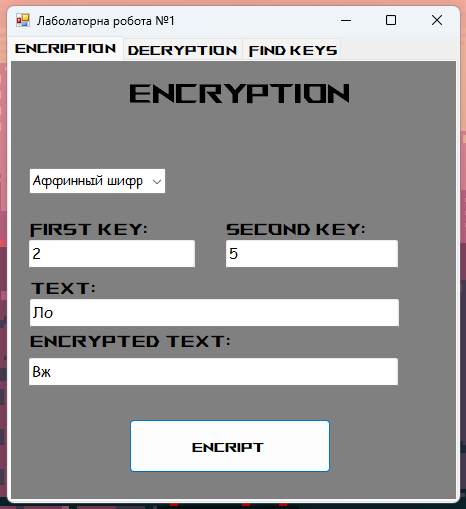 Лаболаторна робота №1
ENCRIPTION DECRYPTION FIND KEYS
ENCRYPTION
Аффинный шифр
FIRST KEY: SECOND KEY:
2 5
TEXT:
Ло
ENCRYPTED TEXT:
Вж
ENCRIPT